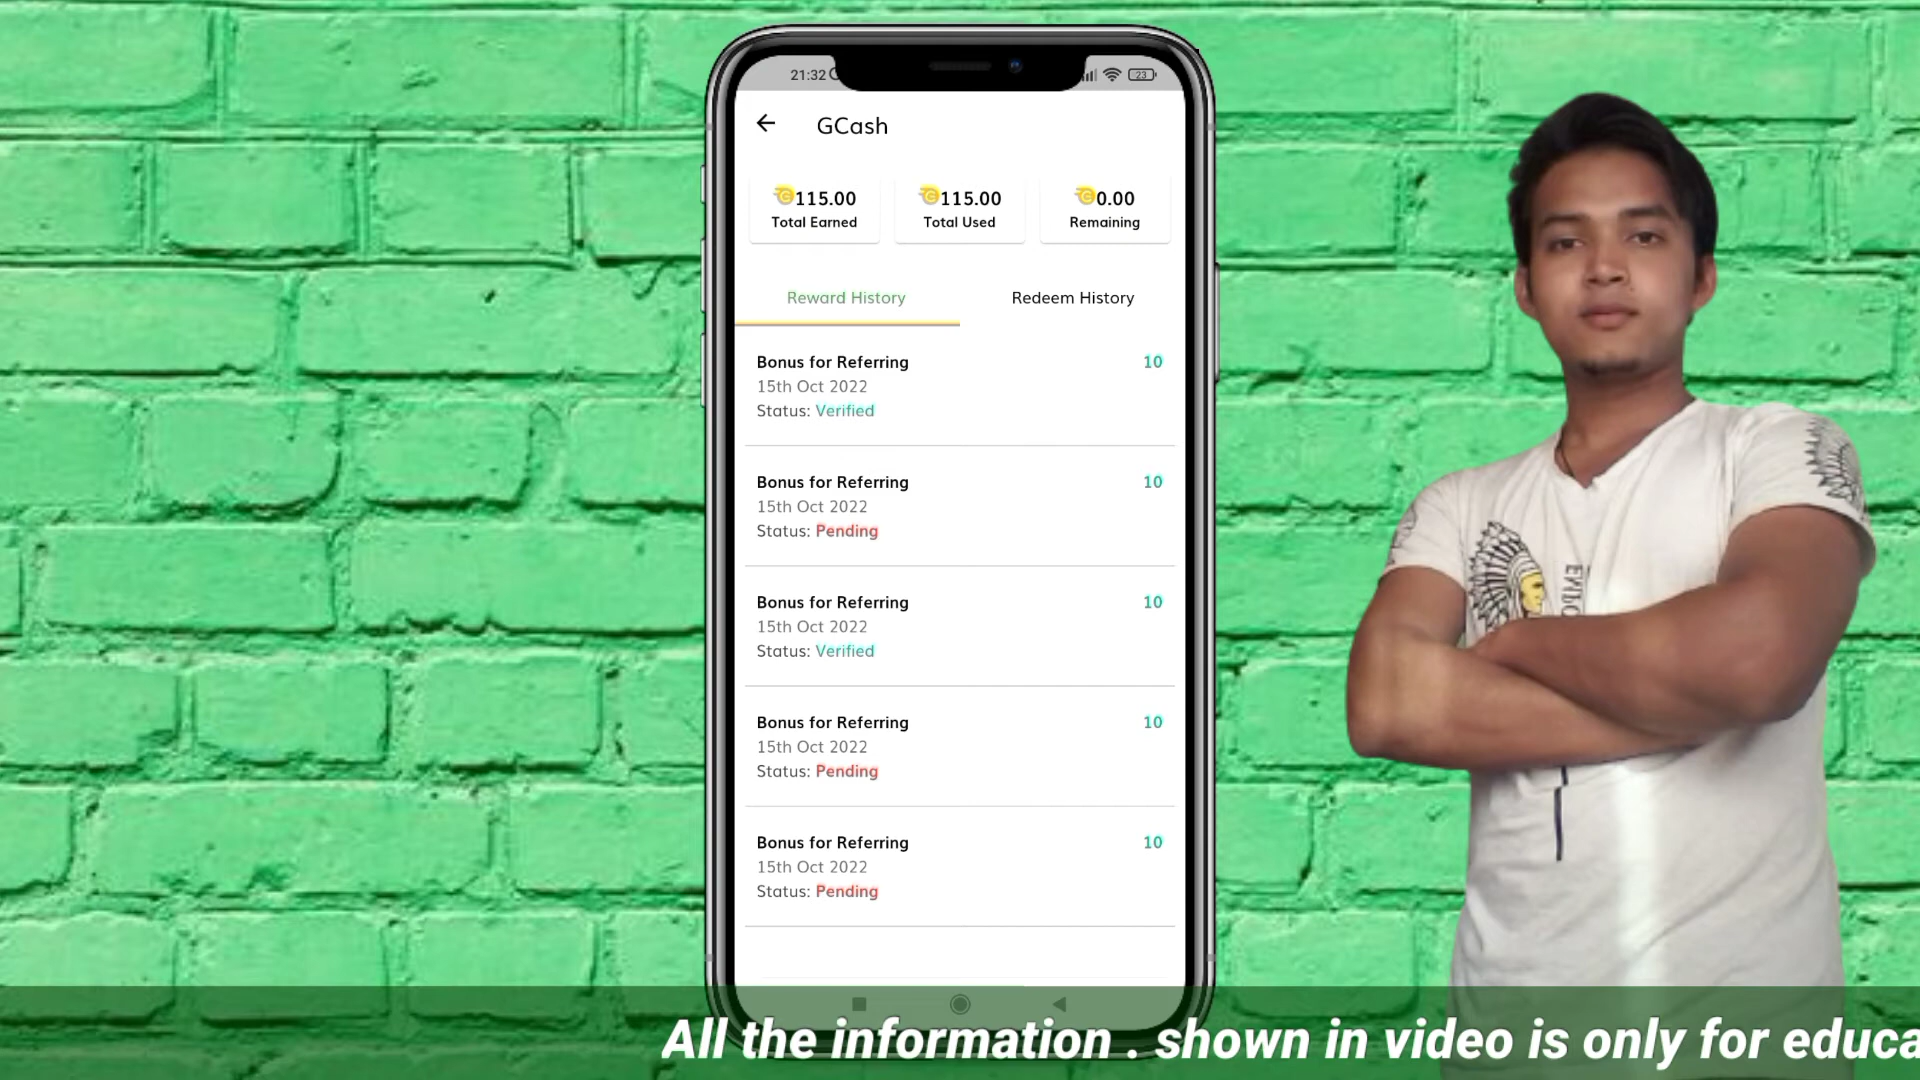 21:32
23
GCash
115.00
Total Earned
115.00
Total Used
0.00
Remaining
Reward History
Redeem History
Bonus for Referring
10
15th Oct 2022
Status: Verified
Bonus for Referring
10
15th Oct 2022
Status: Pending
Bonus for Referring
10
15th Oct 2022
Status: Verified
Bonus for Referring
10
15th Oct 2022
Status: Pending
Bonus for Referring
10
15th Oct 2022
Status: Pending
All the information . shown in video is only for educa